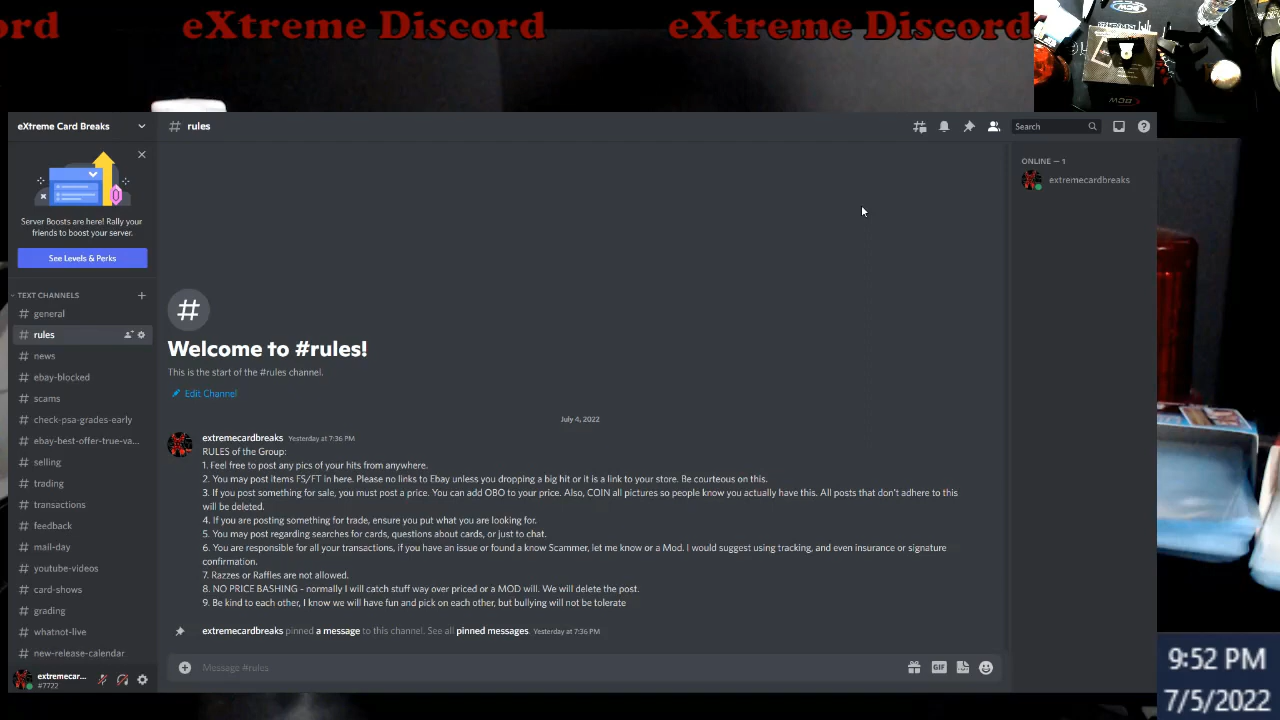 ord
eXtreme Discord
eXtreme Discord
eXtreme Card Breaks
rules
Search
Server Boosts are here! Rally your
friends to boost your server.
See Levels & Perks
TEXT CHANNELS
# general
# rules
# news
# ebay-blocked
# scams
# check-psa-grades-early
# ebay-best-offer-true-va...
# selling
# trading
# transactions
# feedback
# mail-day
# youtube-videos
# card-shows
# grading
# whatnot-live
# new-release-calendar
extremecar...
#7722
#
Welcome to #rules!
This is the start of the #rules channel.
Edit Channel
July 4, 2022
extremecardbreaks Yesterday at 7:36 PM
RULES of the Group:
1. Feel free to post any pics of your hits from anywhere.
2. You may post items FS/FT in here. Please no links to Ebay unless you dropping a big hit or it is a link to your store. Be courteous on this.
3. If you post something for sale, you must post a price. You can add OBO to your price. Also, COIN all pictures so people know you actually have this. All posts that don't adhere to this
will be deleted.
4. If you are posting something for trade, ensure you put what you are looking for.
5. You may post regarding searches for cards, questions about cards, or just to chat.
6. You are responsible for all your transactions, if you have an issue or found a know Scammer, let me know or a Mod. I would suggest using tracking, and even insurance or signature
confirmation.
7. Razzes or Raffles are not allowed.
8. NO PRICE BASHING - normally I will catch stuff way over priced or a MOD will. We will delete the post.
9. Be kind to each other, I know we will have fun and pick on each other, but bullying will not be tolerate
extremecardbreaks pinned a message to this channel. See all pinned messages. Yesterday at 7:36 PM
Message #rules
GIF
ONLINE — 1
extremecardbreaks
9:52 PM
7/5/2022